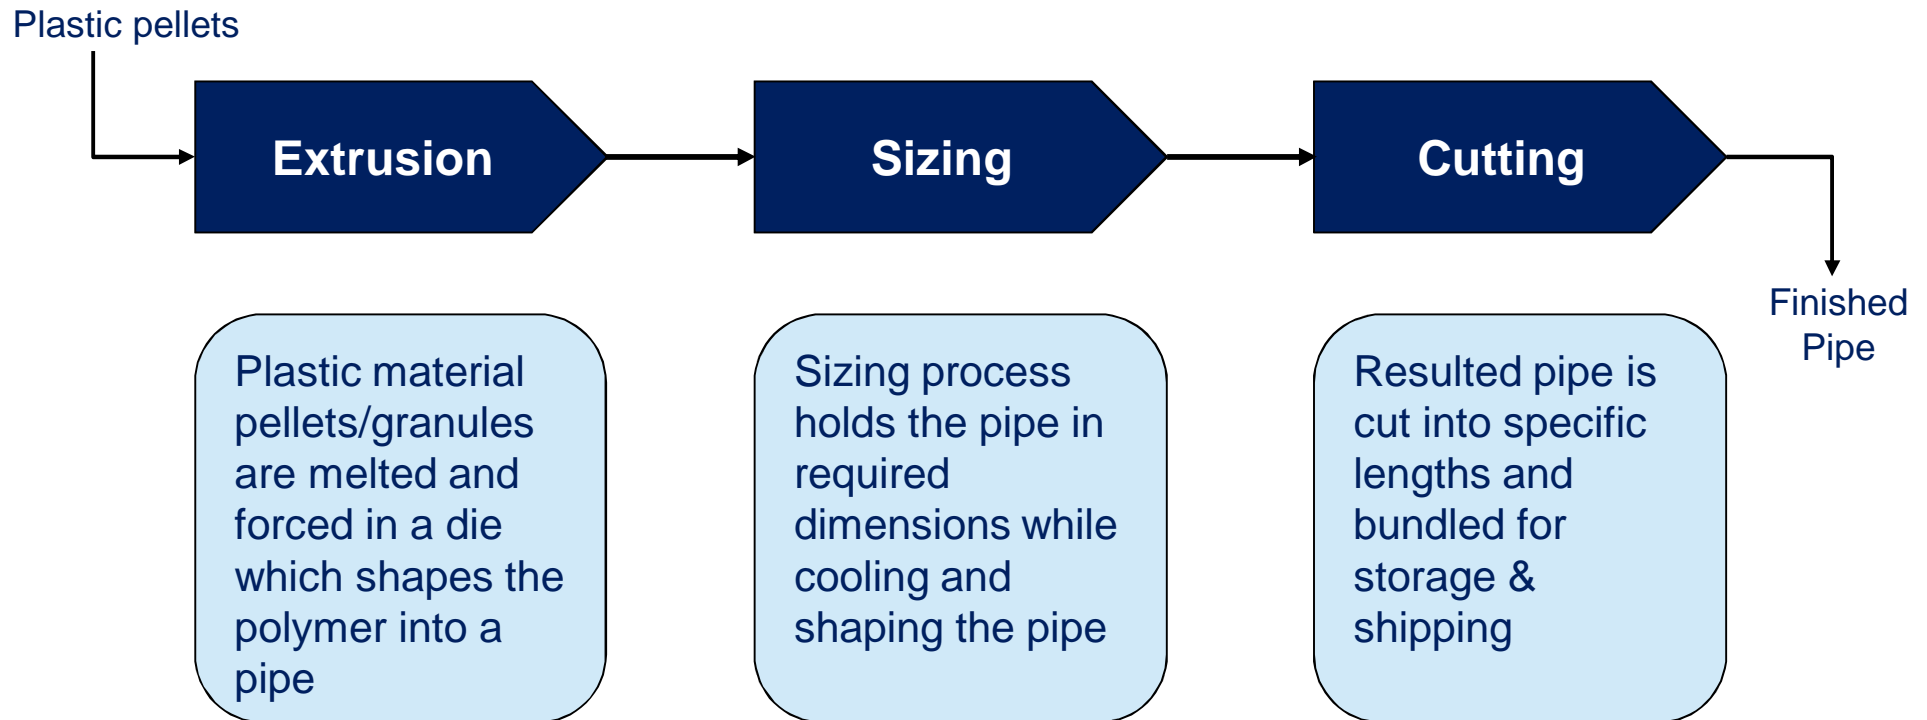 Plastic pellets
Extrusion
Sizing
Cutting
Finished
Pipe
Plastic material
pellets/granules
are melted and
forced in a die
which shapes the
polymer into a
pipe
Sizing process
holds the pipe in
required
dimensions while
cooling and
shaping the pipe
Resulted pipe is
cut into specific
lengths and
bundled for
storage &
shipping